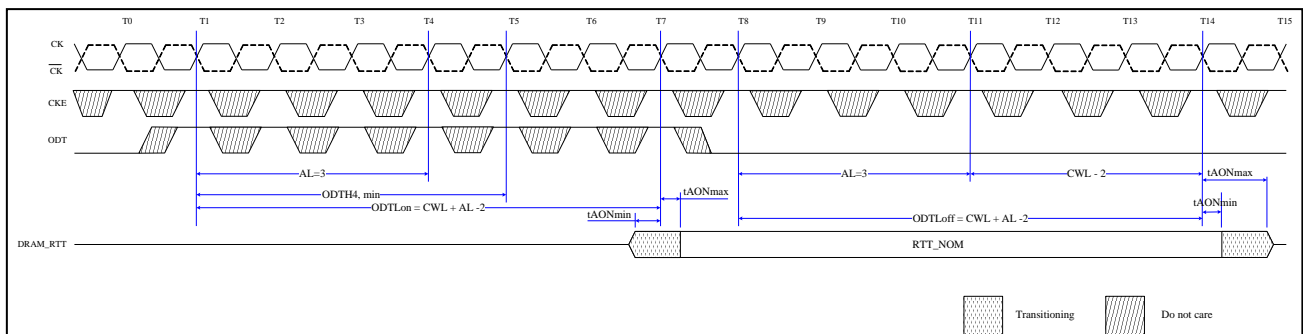 T0 T1 T2 T3 T4 T5 T6 T7 T8 T9 T10 T11 T12 T13 T14 T15
CK
CK
CKE
ODT
AL=3 AL=3 CWL - 2 tAONmax
ODTH4, min tAONmax
ODTLon = CWL + AL -2 tAONmin
tAONmin ODTLoff = CWL + AL -2
DRAM_RTT RTT_NOM
Transitioning Do not care